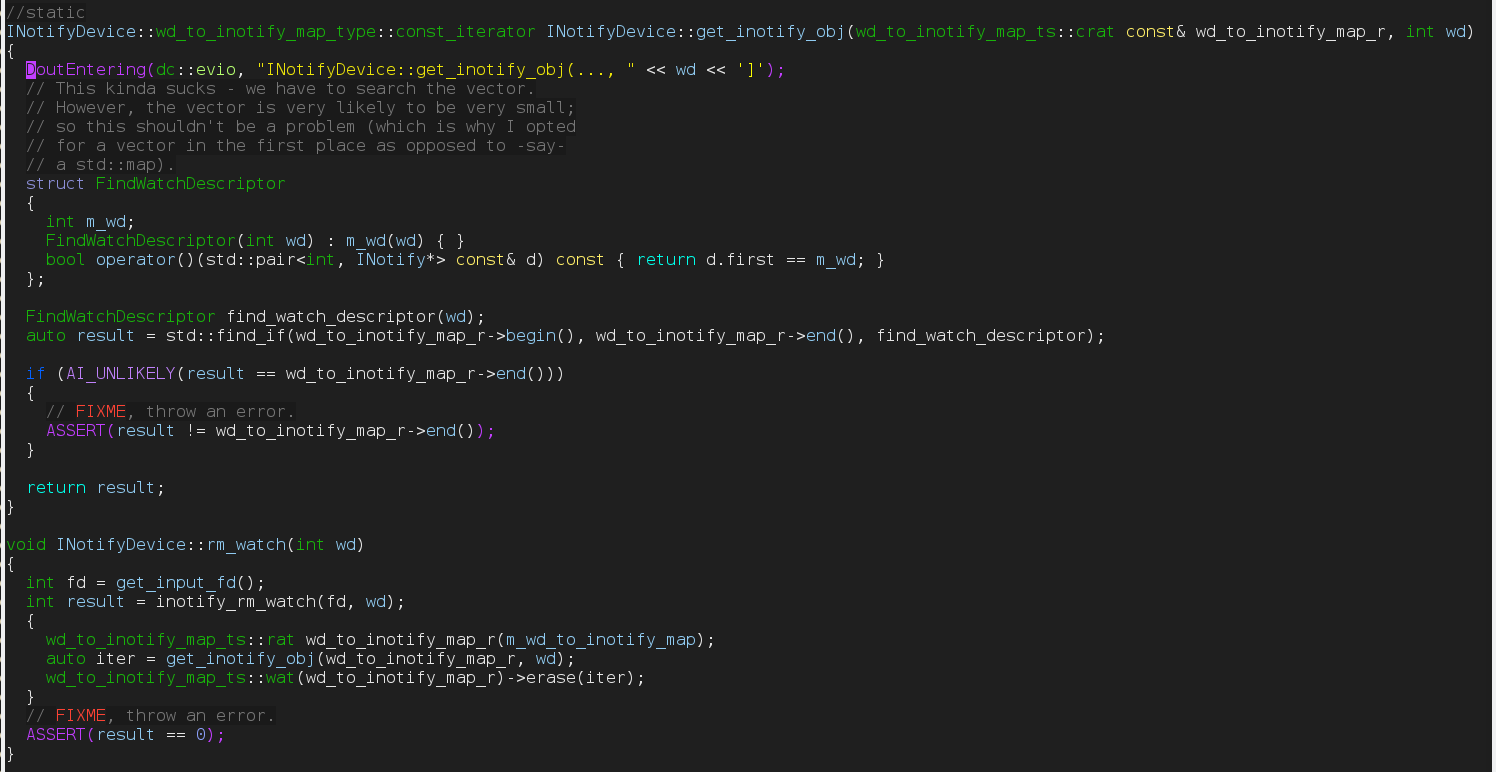 //static
INotifyDevice::wd_to_inotify_map_type::const_iterator INotifyDevice::get_inotify_obj(wd_to_inotify_map_ts::crat const& wd_to_inotify_map_r, int wd)
{
  DoutEntering(dc::evio, "INotifyDevice::get_inotify_obj(..., " << wd << ']');
  // This kinda sucks - we have to search the vector.
  // However, the vector is very likely to be very small;
  // so this shouldn't be a problem (which is why I opted
  // for a vector in the first place as opposed to -say-
  // a std::map).
  struct FindWatchDescriptor
  {
    int m_wd;
    FindWatchDescriptor(int wd) : m_wd(wd) { }
    bool operator()(std::pair<int, INotify*> const& d) const { return d.first == m_wd; }
  };

  FindWatchDescriptor find_watch_descriptor(wd);
  auto result = std::find_if(wd_to_inotify_map_r->begin(), wd_to_inotify_map_r->end(), find_watch_descriptor);

  if (AI_UNLIKELY(result == wd_to_inotify_map_r->end()))
  {
    // FIXME, throw an error.
    ASSERT(result != wd_to_inotify_map_r->end());
  }

  return result;
}

void INotifyDevice::rm_watch(int wd)
{
  int fd = get_input_fd();
  int result = inotify_rm_watch(fd, wd);
  {
    wd_to_inotify_map_ts::rat wd_to_inotify_map_r(m_wd_to_inotify_map);
    auto iter = get_inotify_obj(wd_to_inotify_map_r, wd);
    wd_to_inotify_map_ts::wat(wd_to_inotify_map_r)->erase(iter);
  }
  // FIXME, throw an error.
  ASSERT(result == 0);
}